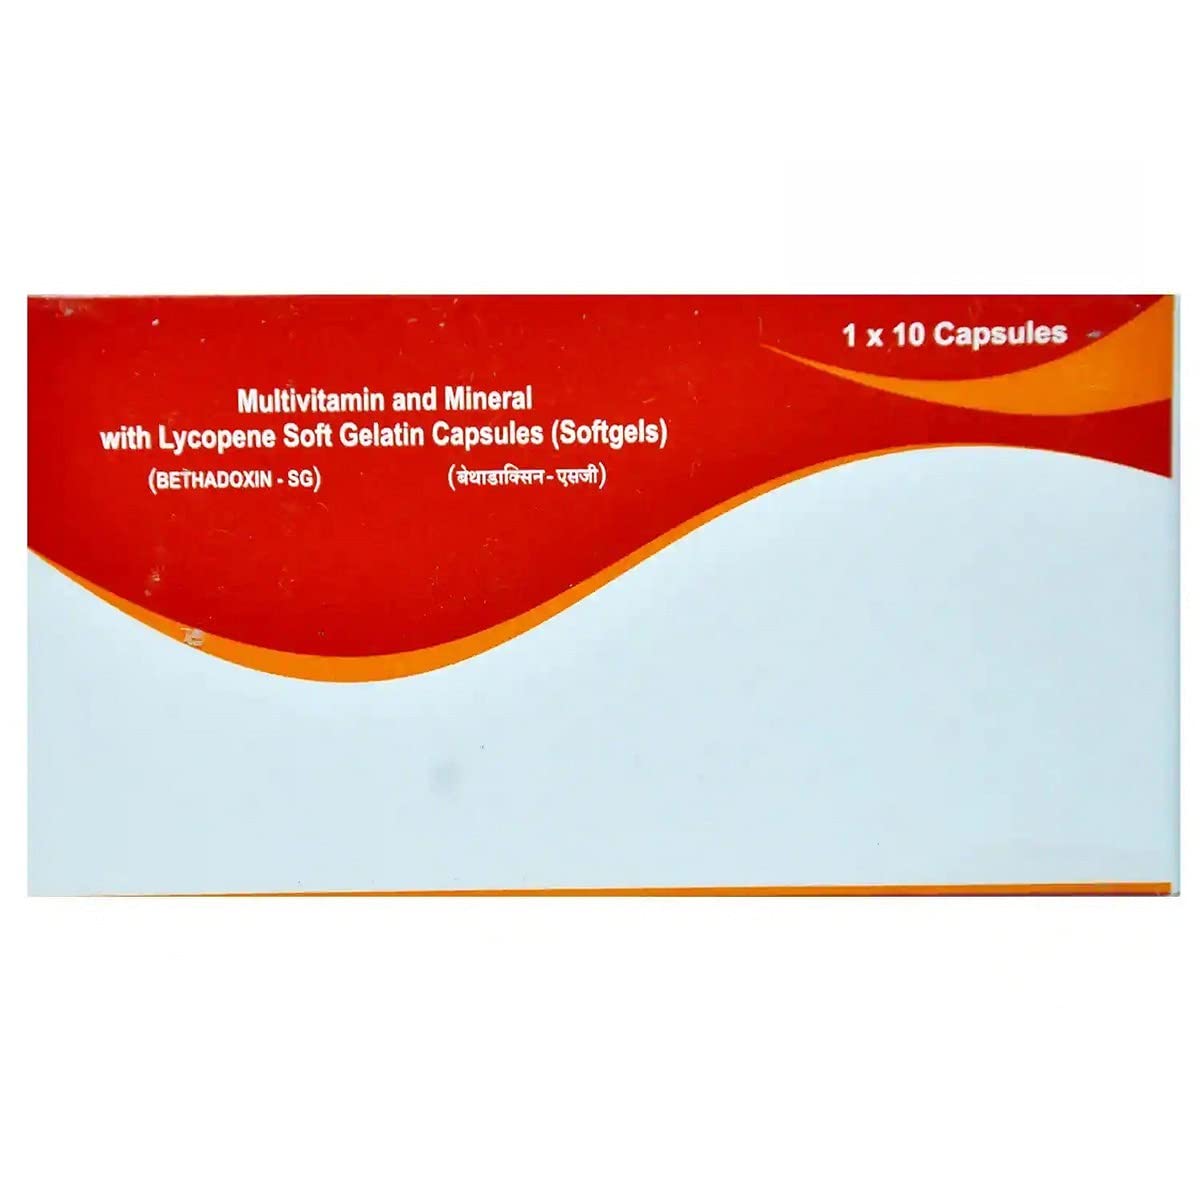 1 x 10 Capsules
Multivitamin and Mineral
with Lycopene Soft Gelatin Capsules (Softgels)
(BETHADOXIN - SG) (बेथाडाक्सिन - एसजी)